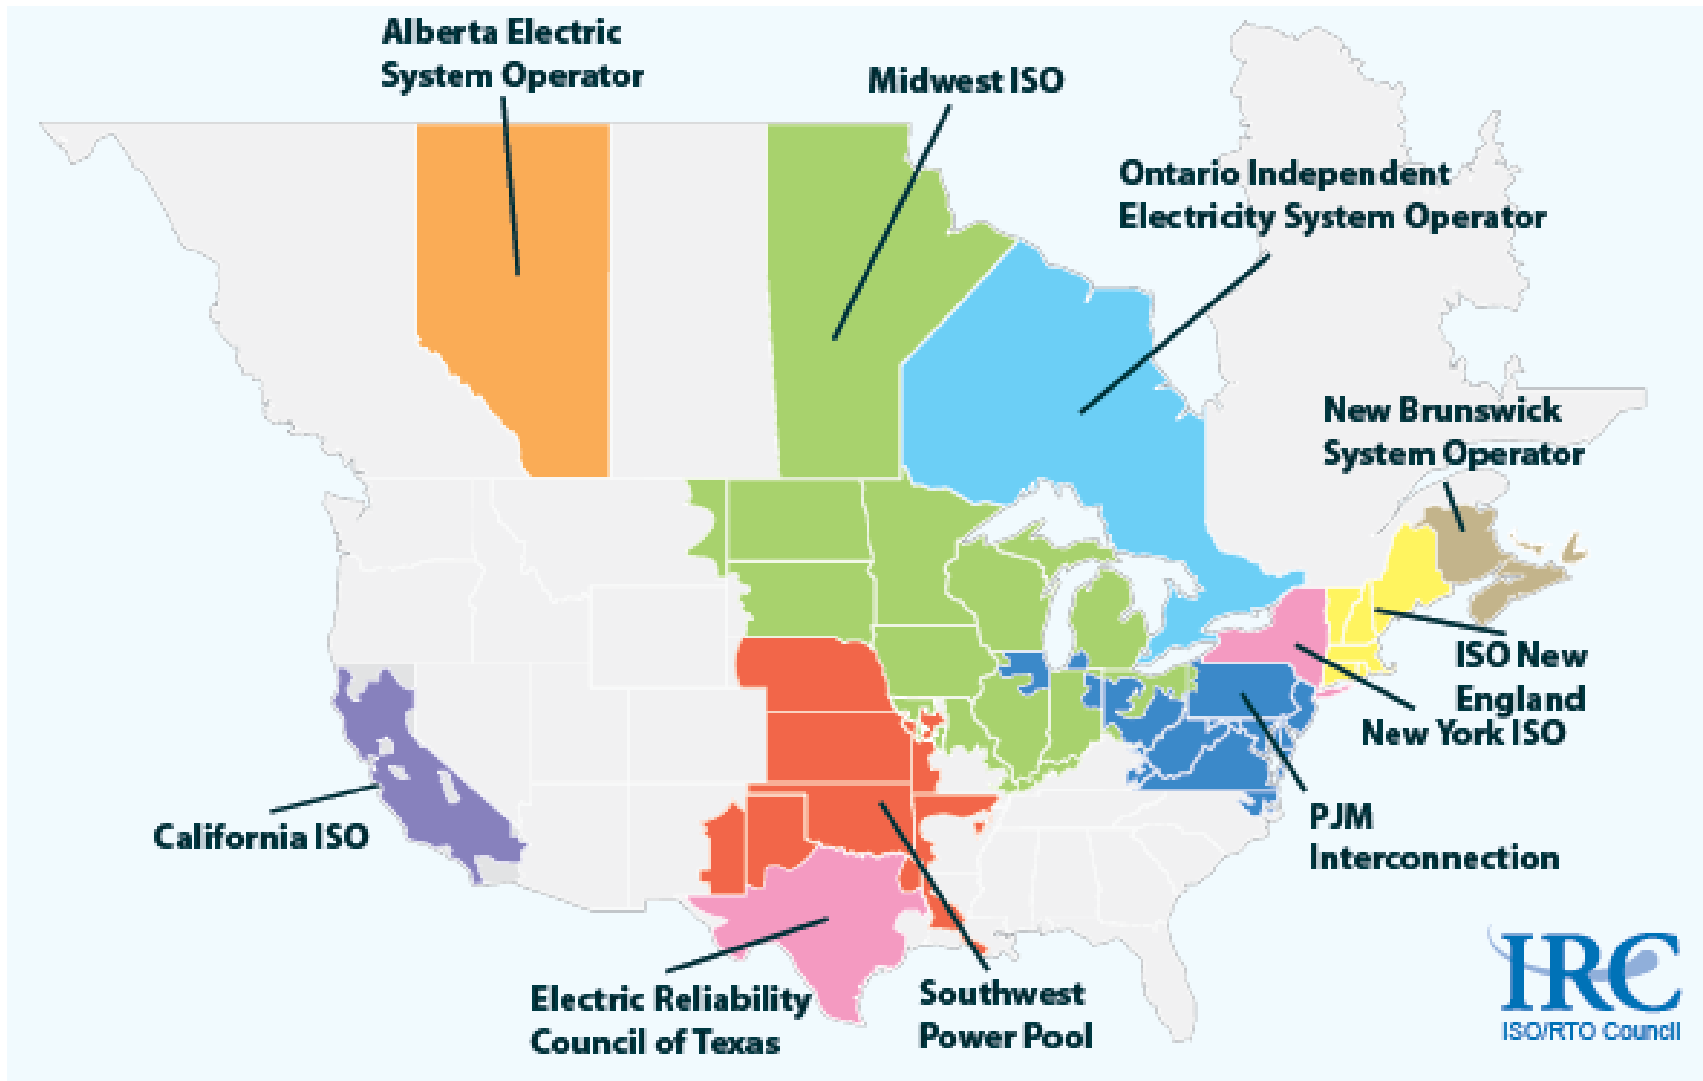 Alberta Electric
System Operator
Midwest ISO
Ontario Independent
Electricity System Operator
New Brunswick
System Operator
ISO New
England
New York ISO
PJM
Interconnection
California ISO
Electric Reliability
Council of Texas
Southwest
Power Pool
IRC
ISO/RTO Council